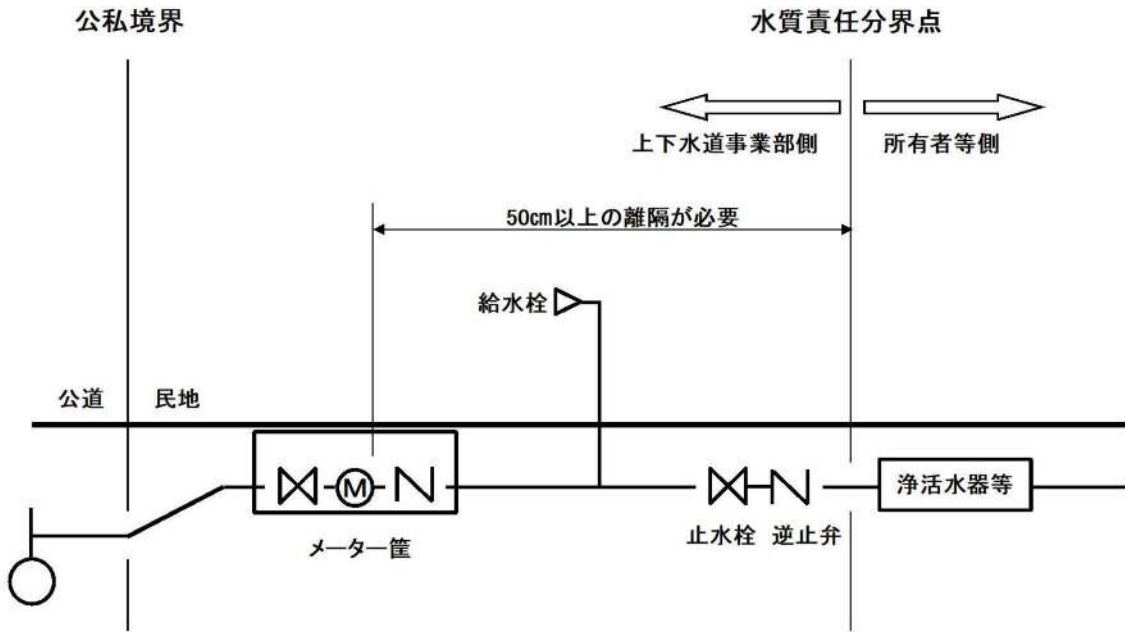 公私境界
水質責任分界点
上下水道事業部側
所有者等側
50㎝以上の離隔が必要
給水栓
公道
民地
M
浄活水器等
止水栓
逆止弁
メーター筐